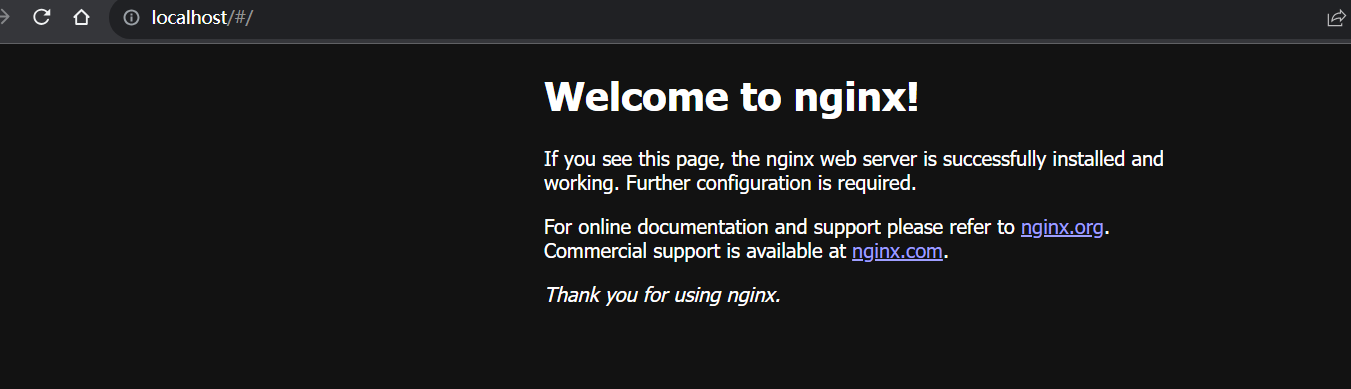 localhost/#/
Welcome to nginx!
If you see this page, the nginx web server is successfully installed and
working. Further configuration is required.
For online documentation and support please refer to nginx.org.
Commercial support is available at nginx.com.
Thank you for using nginx.